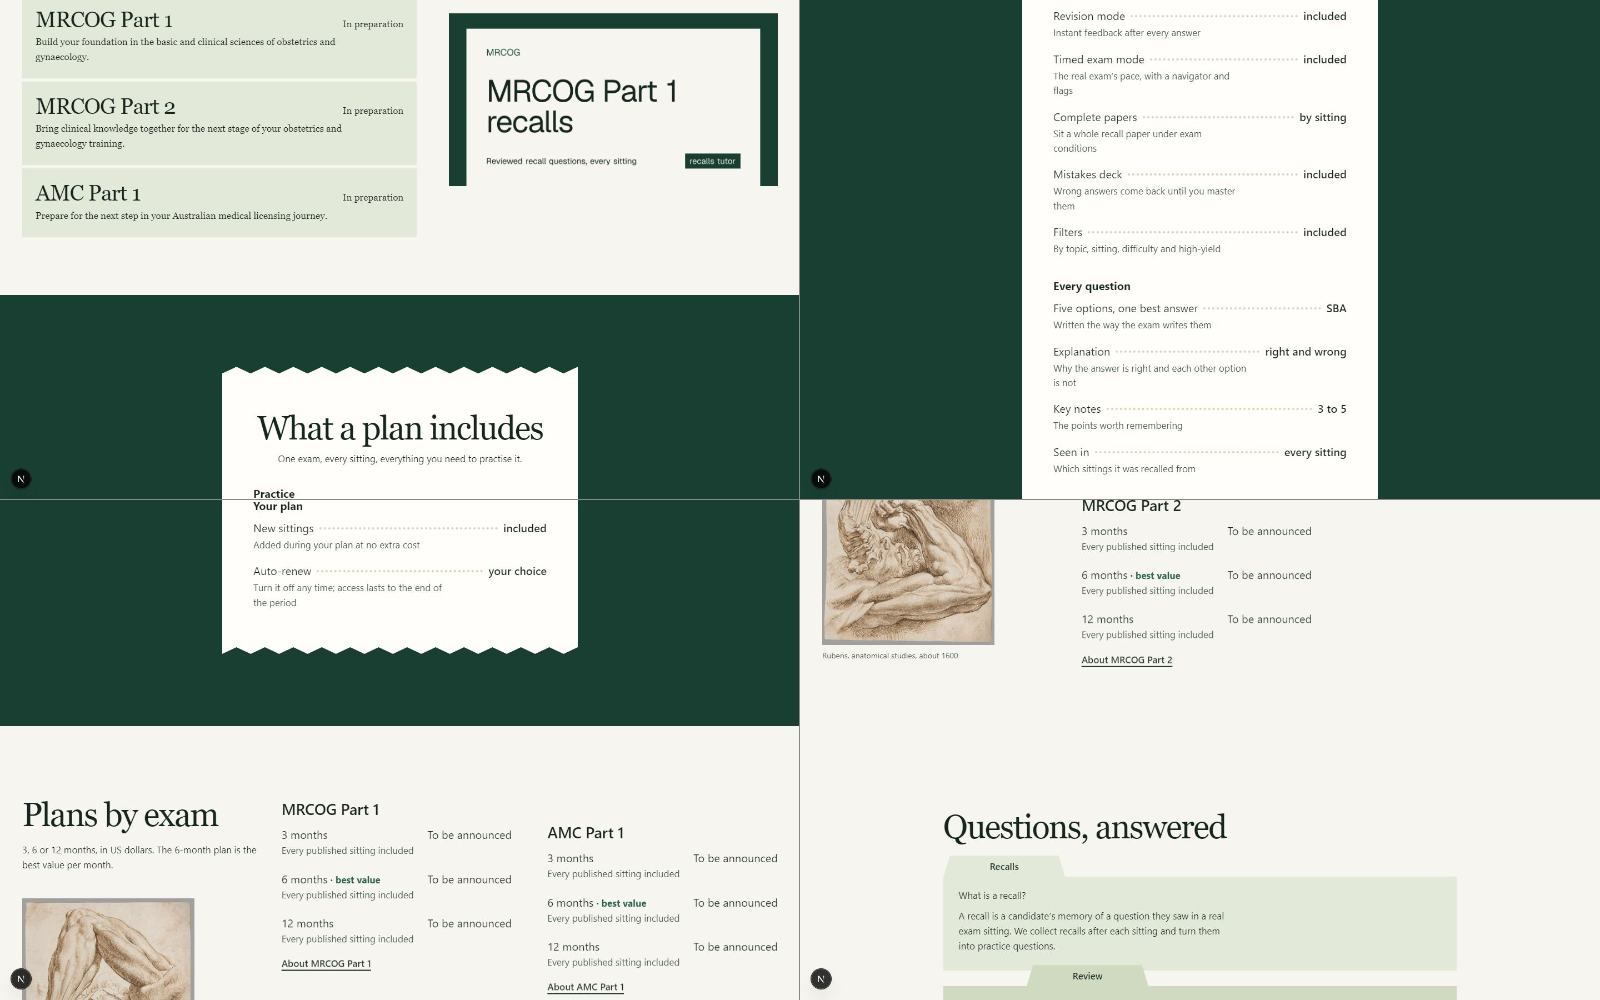 MRCOG Part 1
In preparation
Build your foundation in the basic and clinical sciences of obstetrics and
gynaecology.
MRCOG Part 2
In preparation
Bring clinical knowledge together for the next stage of your obstetrics and
gynaecology training.
AMC Part 1
In preparation
Prepare for the next step in your Australian medical licensing journey.
MRCOG
MRCOG Part 1
recalls
Reviewed recall questions, every sitting
recalls tutor
What a plan includes
One exam, every sitting, everything you need to practise it.
Practice
N
Revision mode included
Instant feedback after every answer
Timed exam mode included
The real exam's pace, with a navigator and
flags
Complete papers by sitting
Sit a whole recall paper under exam
conditions
Mistakes deck included
Wrong answers come back until you master
them
Filters included
By topic, sitting, difficulty and high-yield
Every question
Five options, one best answer SBA
Written the way the exam writes them
Explanation right and wrong
Why the answer is right and each other option
is not
Key notes 3 to 5
The points worth remembering
Seen in every sitting
Which sittings it was recalled from
N
Your plan
New sittings included
Added during your plan at no extra cost
Auto-renew your choice
Turn it off any time; access lasts to the end of
the period
Plans by exam
3, 6 or 12 months, in US dollars. The 6-month plan is the
best value per month.
MRCOG Part 1
3 months To be announced
Every published sitting included
6 months · best value To be announced
Every published sitting included
12 months To be announced
Every published sitting included
About MRCOG Part 1
AMC Part 1
3 months To be announced
Every published sitting included
6 months · best value To be announced
Every published sitting included
12 months To be announced
Every published sitting included
About AMC Part 1
N
Rubens, anatomical studies, about 1600
MRCOG Part 2
3 months To be announced
Every published sitting included
6 months · best value To be announced
Every published sitting included
12 months To be announced
Every published sitting included
About MRCOG Part 2
Questions, answered
Recalls
What is a recall?
A recall is a candidate's memory of a question they saw in a real
exam sitting. We collect recalls after each sitting and turn them
into practice questions.
Review
N